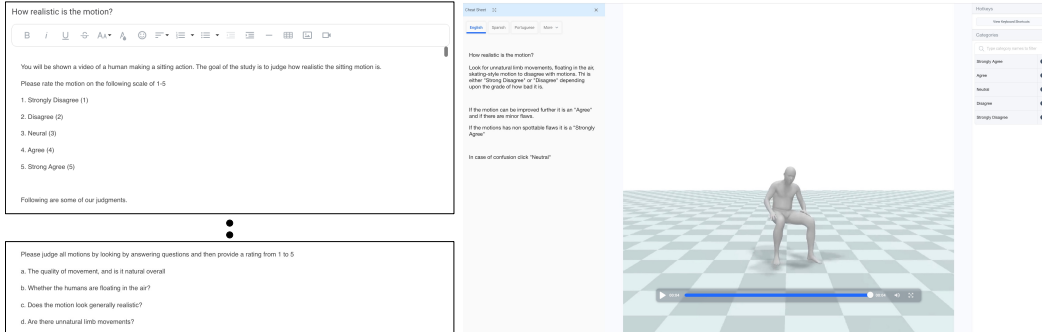 How realistic is the motion?
You will be shown a video of a human making a sitting action. The goal of the study is to judge how realistic the sitting motion is.
Please rate the motion on the following scale of 1-5
1. Strongly Disagree (1)
2. Disagree (2)
3. Neural (3)
4. Agree (4)
5. Strong Agree (5)
Following are some of our judgments.
Please judge all motions by looking by answering questions and then provide a rating from 1 to 5
a. The quality of movement, and is it natural overall
b. Whether the humans are floating in the air?
c. Does the motion look generally realistic?
d. Are there unnatural limb movements?
Cheat Sheet
English Spanish Portuguese More
How realistic is the motion?
Look for unnatural limb movements, floating in the air,
skating-style motion to disagree with motions. Thi is
either "Strong Disagree" or "Disagree" depending
upon the grade of how bad it is.
If the motion can be improved further it is an "Agree"
and if there are minor flaws.
If the motions has non spottable flaws it is a "Strongly
Agree"
In case of confusion click "Neutral"
00:04 00:04
Hotkeys
View Keyboard Shortcuts
Categories
Type category names to filter
Strongly Agree
Agree
Neutral
Disagree
Strongly Disagree